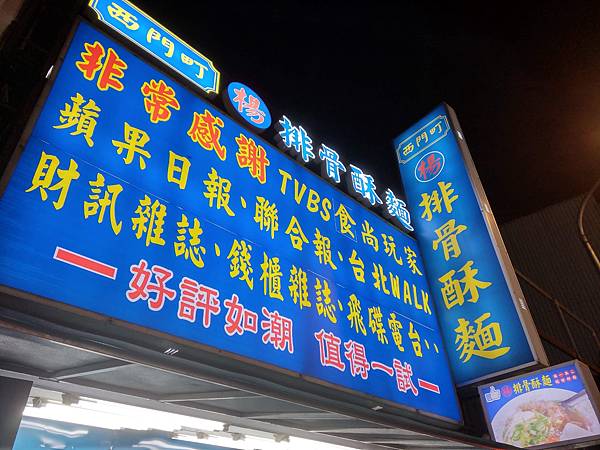 西門町
楊 排骨酥麵
非常感謝TVBS食尚玩家
蘋果日報、聯合報、台北WALK
財訊雜誌、錢櫃雜誌、飛碟電台、、
一好評如潮 值得一試一
西門町
楊
排骨酥麵
楊排骨酥麵